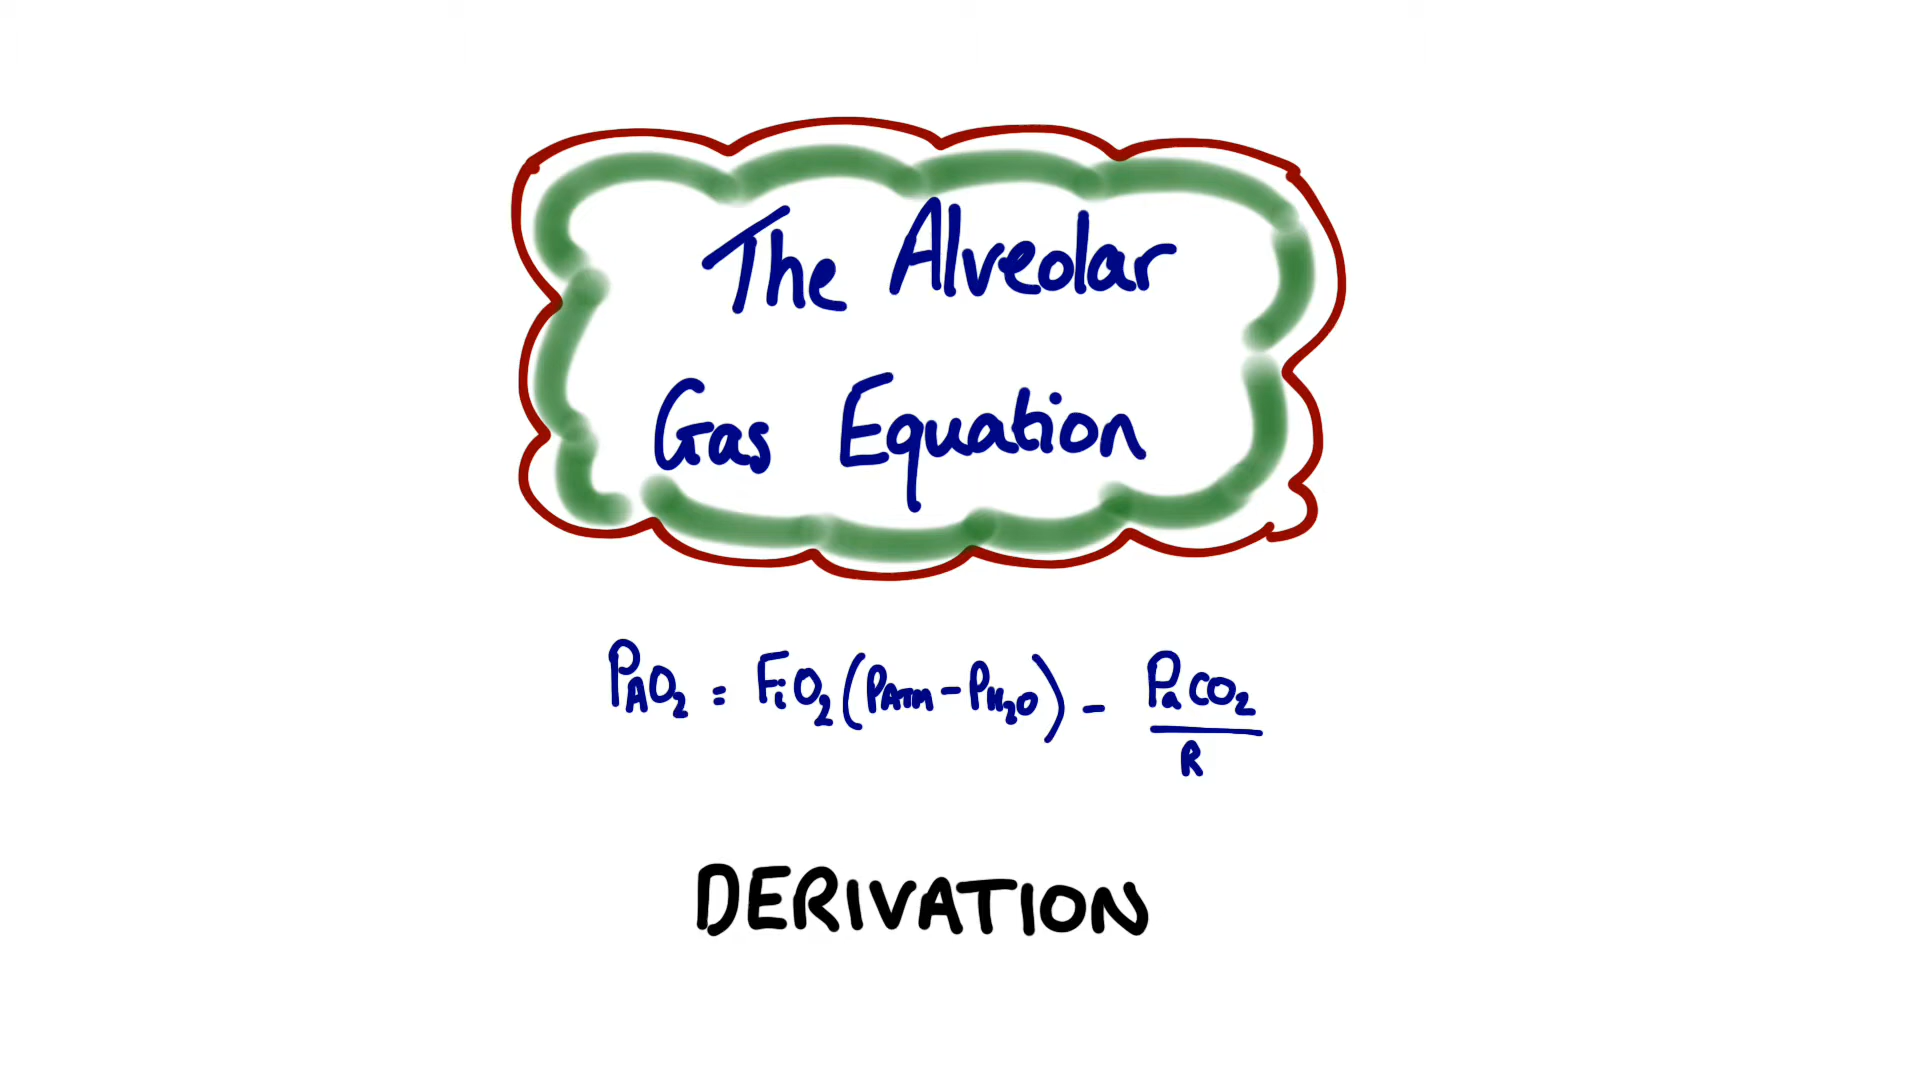 The Alveolar
Gas Equation
PAO₂ = FiO₂ (PATM - PH₂O) - PaCO₂
R
DERIVATION